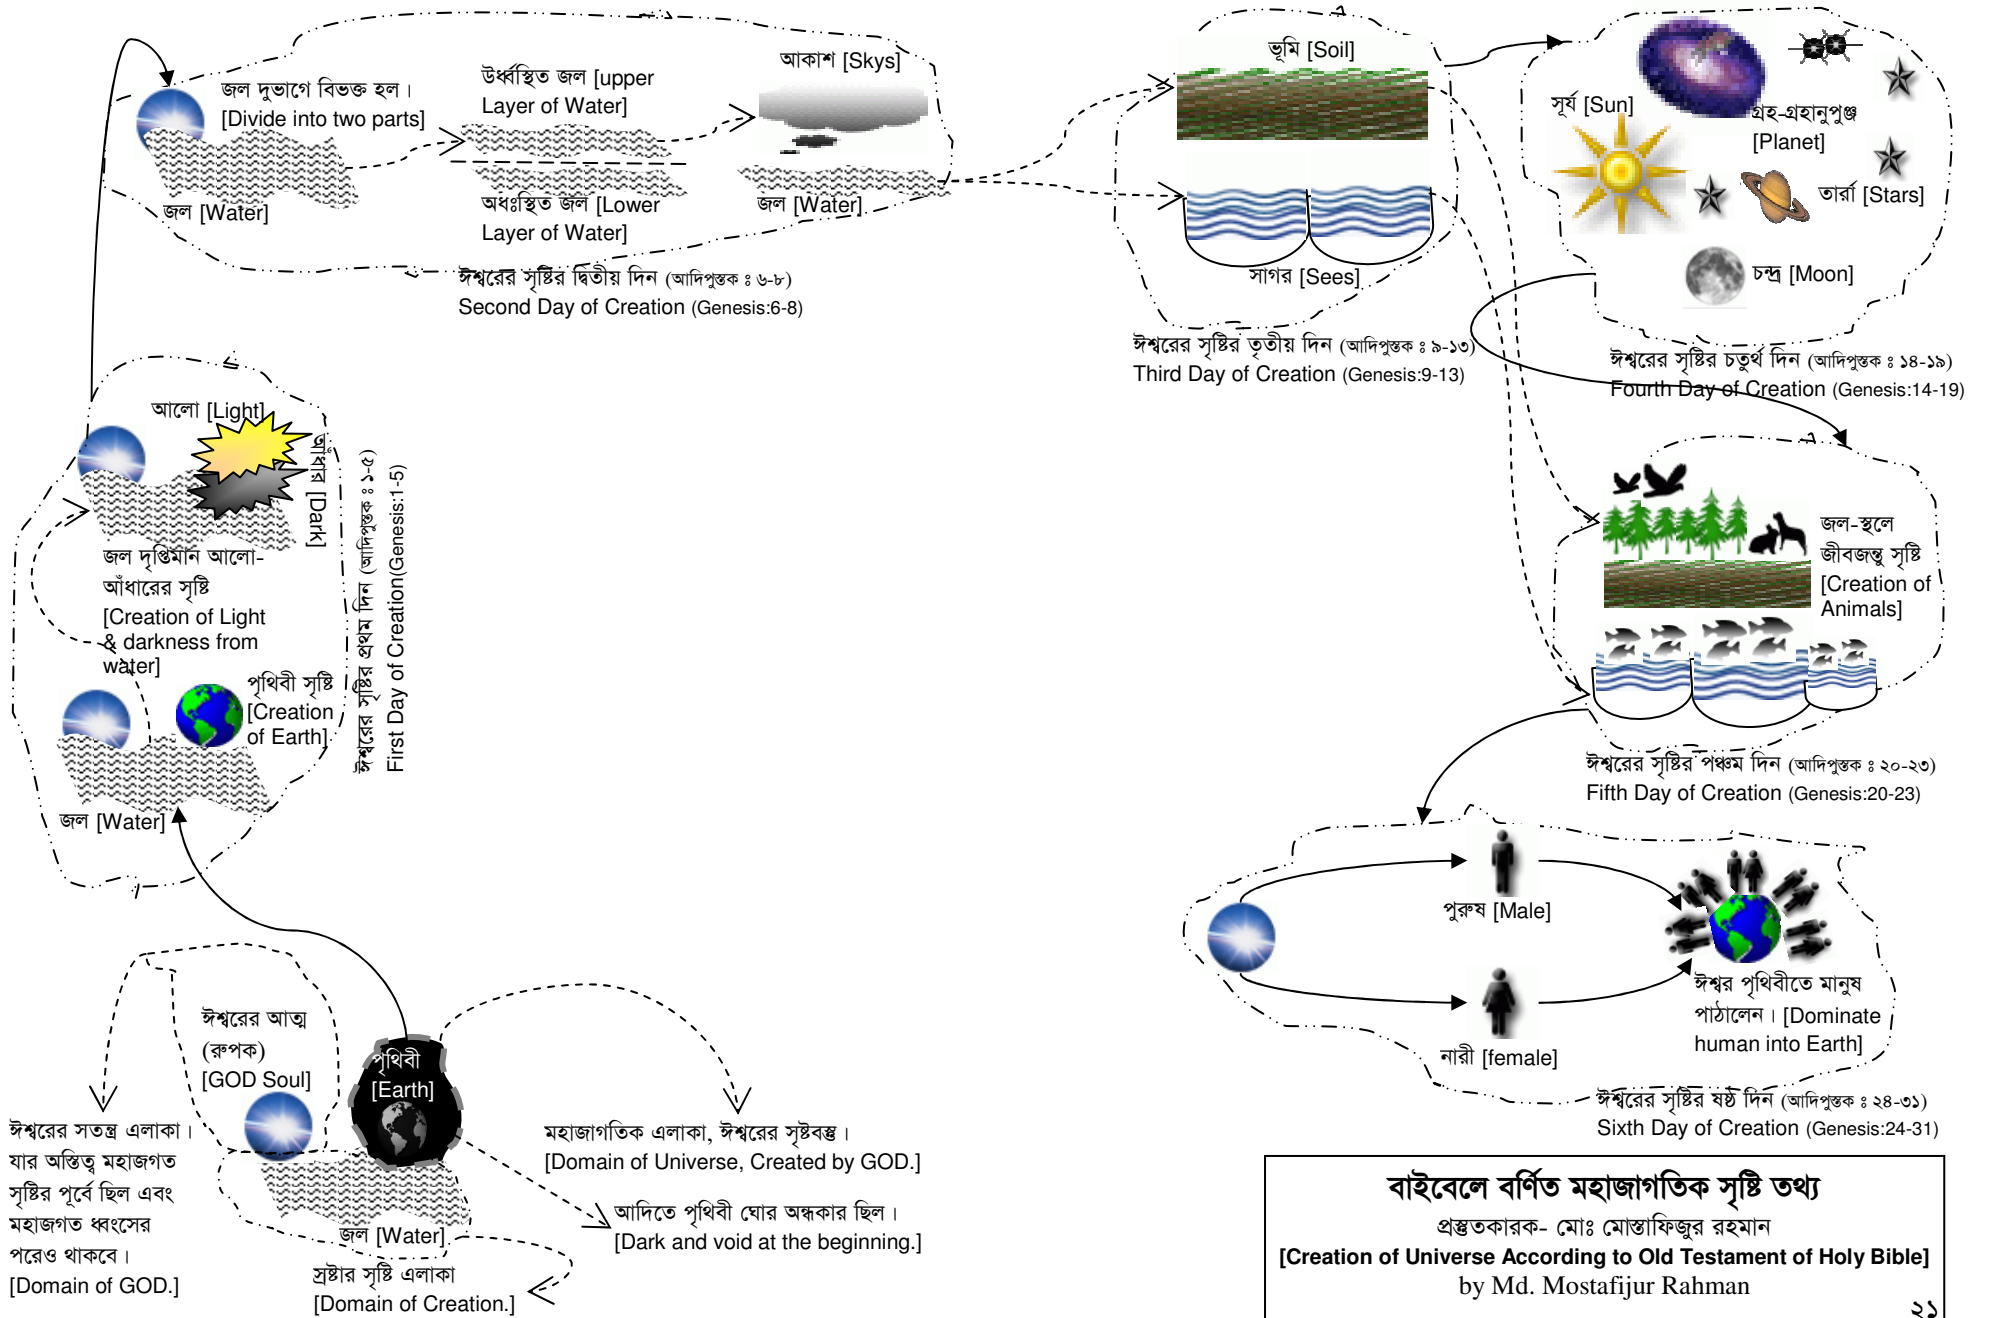 জল দুভাগে বিভক্ত হল।
[Divide into two parts]
জল [Water]
উর্ধ্বস্থিত জল [upper
Layer of Water]
অধঃস্থিত জল [Lower
Layer of Water]
আকাশ [Skys]
জল [Water]
ঈশ্বরের সৃষ্টির দ্বিতীয় দিন (আদিপুস্তক ঃ ৬-৮)
Second Day of Creation (Genesis:6-8)
ভূমি [Soil]
সাগর [Sees]
ঈশ্বরের সৃষ্টির তৃতীয় দিন (আদিপুস্তক ঃ ৯-১৩)
Third Day of Creation (Genesis:9-13)
সূর্য [Sun]
গ্রহ-গ্রহানুপুঞ্জ
[Planet]
তার্রা [Stars]
চন্দ্র [Moon]
ঈশ্বরের সৃষ্টির চতুর্থ দিন (আদিপুস্তক ঃ ১৪-১৯)
Fourth Day of Creation (Genesis:14-19)
আলো [Light]
আঁধার [Dark]
জল দৃপ্তিমান আলো-
আঁধারের সৃষ্টি
[Creation of Light
& darkness from
water]
পৃথিবী সৃষ্টি
[Creation
of Earth]
জল [Water]
ঈশ্বরের সৃষ্টির প্রথম দিন (আদিপুস্তক ঃ ১-৫)
First Day of Creation(Genesis:1-5)
জল-স্থলে
জীবজন্তু সৃষ্টি
[Creation of
Animals]
ঈশ্বরের সৃষ্টির পঞ্চম দিন (আদিপুস্তক ঃ ২০-২৩)
Fifth Day of Creation (Genesis:20-23)
পুরুষ [Male]
নারী [female]
ঈশ্বর পৃথিবীতে মানুষ
পাঠালেন। [Dominate
human into Earth]
ঈশ্বরের সৃষ্টির ষষ্ঠ দিন (আদিপুস্তক ঃ ২৪-৩১)
Sixth Day of Creation (Genesis:24-31)
ঈশ্বরের আত্ম
(রুপক)
[GOD Soul]
পৃথিবী
[Earth]
জল [Water]
ঈশ্বরের সতন্ত্র এলাকা।
যার অস্তিত্ব মহাজগত
সৃষ্টির পূর্বে ছিল এবং
মহাজগত ধ্বংসের
পরেও থাকবে।
[Domain of GOD.]
স্রষ্টার সৃষ্টি এলাকা
[Domain of Creation.]
মহাজাগতিক এলাকা, ঈশ্বরের সৃষ্টবস্তু।
[Domain of Universe, Created by GOD.]
আদিতে পৃথিবী ঘোর অন্ধকার ছিল।
[Dark and void at the beginning.]
বাইবেলে বর্ণিত মহাজাগতিক সৃষ্টি তথ্য
প্রস্তুতকারক- মোঃ মোস্তাফিজুর রহমান
[Creation of Universe According to Old Testament of Holy Bible]
by Md. Mostafijur Rahman
২১